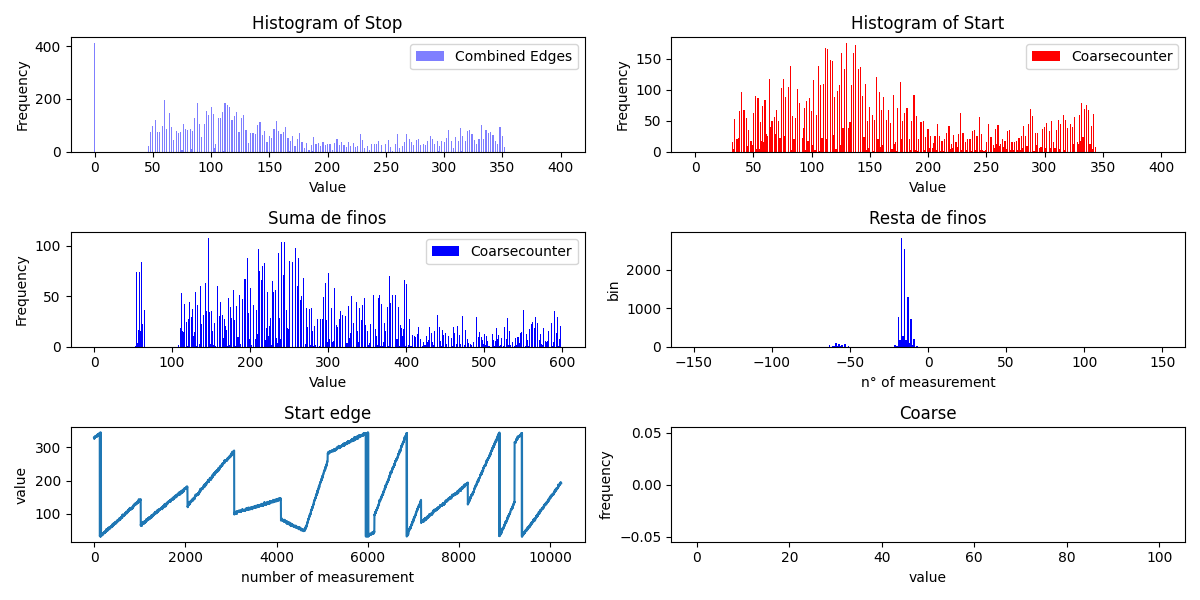 Histogram of Stop
Frequency
400
200
0
Combined Edges
0 50 100 150 200 250 300 350 400
Value
Histogram of Start
Frequency
150
100
50
0
Coarsecounter
0 50 100 150 200 250 300 350 400
Value
Suma de finos
Frequency
100
50
0
Coarsecounter
0 100 200 300 400 500 600
Value
Resta de finos
bin
2000
1000
0
−150 −100 −50 0 50 100 150
n° of measurement
Start edge
value
300
200
100
0 2000 4000 6000 8000 10000
number of measurement
Coarse
frequency
0.05
0.00
−0.05
0 20 40 60 80 100
value